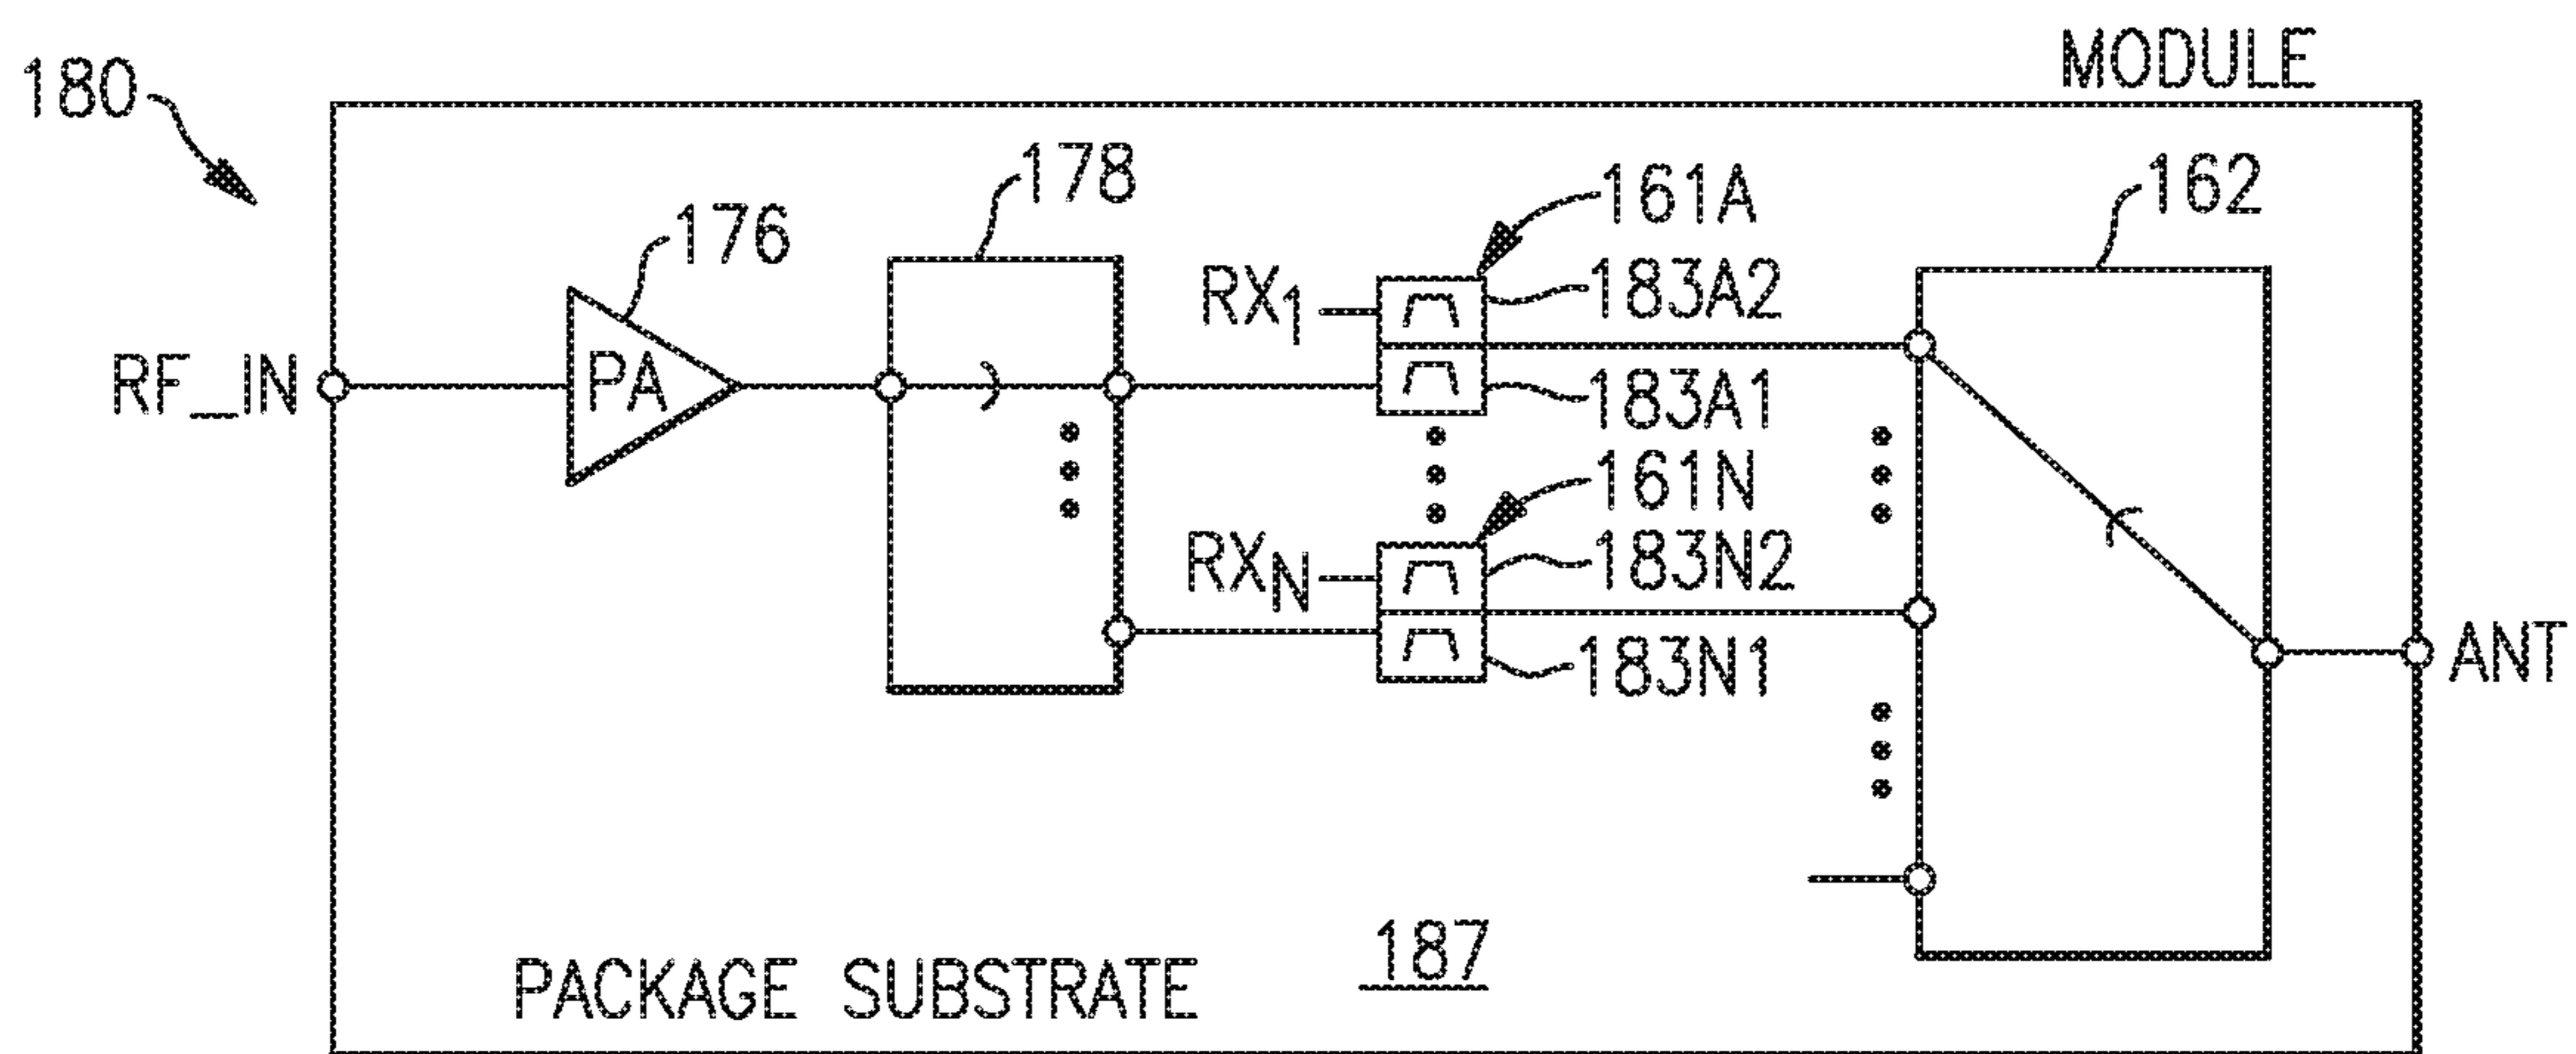 MODULE
180
178
162
161A
176
RX1
183A2
PA
RF_IN
183A1
161N
RXN
183N2
183N1
ANT
187
PACKAGE SUBSTRATE